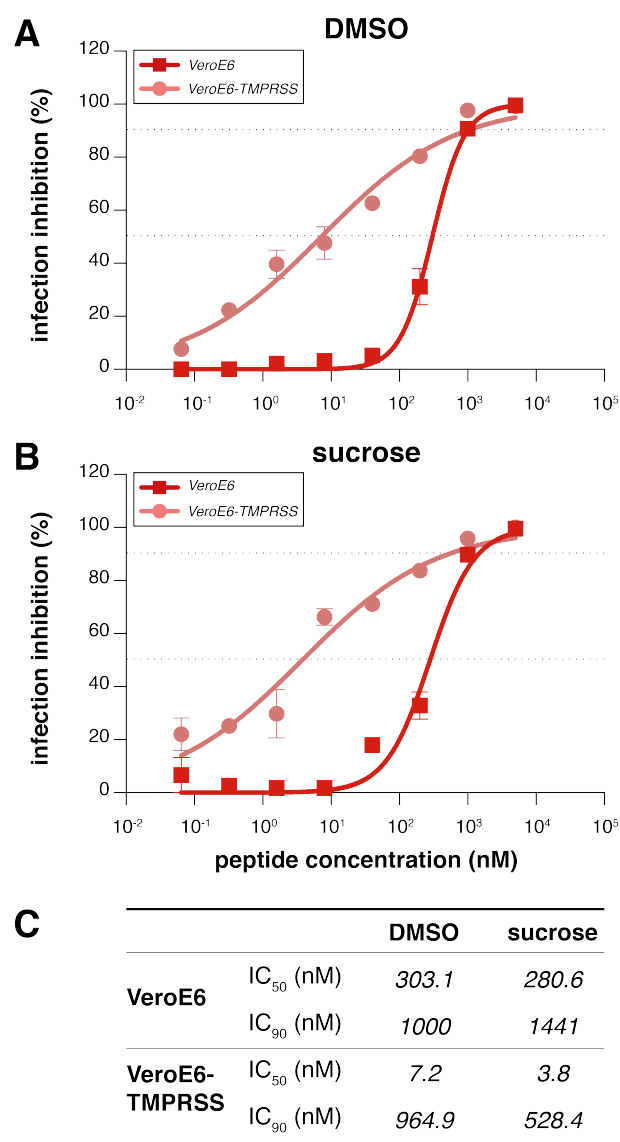 A
DMSO
infection inhibition (%)
120
100
80
60
40
20
0
VeroE6
VeroE6-TMPRSS
10-2 10-1 100 101 102 103 104 105
B
sucrose
infection inhibition (%)
120
100
80
60
40
20
0
VeroE6
VeroE6-TMPRSS
10-2 10-1 100 101 102 103 104 105
peptide concentration (nM)
C
DMSO sucrose
VeroE6
IC50 (nM) 303.1 280.6
IC90 (nM) 1000 1441
VeroE6-
TMPRSS
IC50 (nM) 7.2 3.8
IC90 (nM) 964.9 528.4